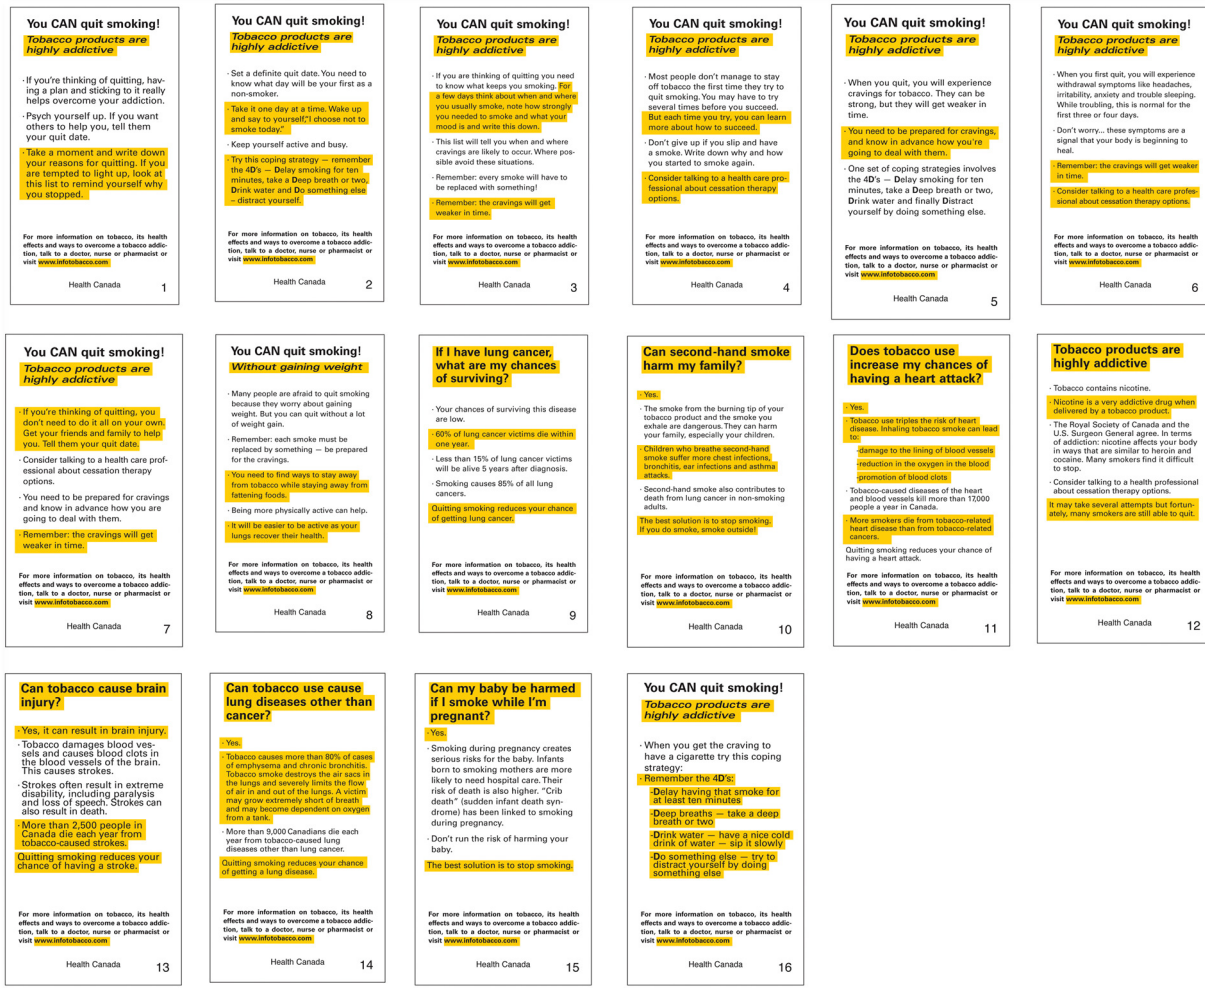 You CAN quit smoking!
Tobacco products are
highly addictive
· If you're thinking of quitting, hav-
ing a plan and sticking to it really
helps overcome your addiction.
· Psych yourself up. If you want
others to help you, tell them
your quit date.
· Take a moment and write down
your reasons for quitting. If you
are tempted to light up, look at
this list to remind yourself why
you stopped.
For more information on tobacco, its health
effects and ways to overcome a tobacco addic-
tion, talk to a doctor, nurse or pharmacist or
visit www.infotobacco.com
Health Canada
1
You CAN quit smoking!
Tobacco products are
highly addictive
· Set a definite quit date. You need to
know what day will be your first as a
non-smoker.
· Take it one day at a time. Wake up
and say to yourself,"I choose not to
smoke today."
· Keep yourself active and busy.
· Try this coping strategy — remember
the 4D's — Delay smoking for ten
minutes, take a Deep breath or two,
Drink water and Do something else
– distract yourself.
For more information on tobacco, its health
effects and ways to overcome a tobacco addic-
tion, talk to a doctor, nurse or pharmacist or
visit www.infotobacco.com
Health Canada
2
You CAN quit smoking!
Tobacco products are
highly addictive
· If you are thinking of quitting you need
to know what keeps you smoking. For
a few days think about when and where
you usually smoke, note how strongly
you needed to smoke and what your
mood is and write this down.
· This list will tell you when and where
cravings are likely to occur. Where pos-
sible avoid these situations.
· Remember: every smoke will have to
be replaced with something!
· Remember: the cravings will get
weaker in time.
For more information on tobacco, its health
effects and ways to overcome a tobacco addic-
tion, talk to a doctor, nurse or pharmacist or
visit www.infotobacco.com
Health Canada
3
You CAN quit smoking!
Tobacco products are
highly addictive
· Most people don't manage to stay
off tobacco the first time they try to
quit smoking. You may have to try
several times before you succeed.
But each time you try, you can learn
more about how to succeed.
· Don't give up if you slip and have
a smoke. Write down why and how
you started to smoke again.
· Consider talking to a health care pro-
fessional about cessation therapy
options.
For more information on tobacco, its health
effects and ways to overcome a tobacco addic-
tion, talk to a doctor, nurse or pharmacist or
visit www.infotobacco.com
Health Canada
4
You CAN quit smoking!
Tobacco products are
highly addictive
· When you quit, you will experience
cravings for tobacco. They can be
strong, but they will get weaker in
time.
· You need to be prepared for cravings,
and know in advance how you're
going to deal with them.
· One set of coping strategies involves
the 4D's — Delay smoking for ten
minutes, take a Deep breath or two,
Drink water and finally Distract
yourself by doing something else.
For more information on tobacco, its health
effects and ways to overcome a tobacco addic-
tion, talk to a doctor, nurse or pharmacist or
visit www.infotobacco.com
Health Canada
5
You CAN quit smoking!
Tobacco products are
highly addictive
· When you first quit, you will experience
withdrawal symptoms like headaches,
irritability, anxiety and trouble sleeping.
While troubling, this is normal for the
first three or four days.
· Don't worry... these symptoms are a
signal that your body is beginning to
heal.
· Remember: the cravings will get weaker
in time.
· Consider talking to a health care profes-
sional about cessation therapy options.
For more information on tobacco, its health
effects and ways to overcome a tobacco addic-
tion, talk to a doctor, nurse or pharmacist or
visit www.infotobacco.com
Health Canada
6
You CAN quit smoking!
Tobacco products are
highly addictive
· If you're thinking of quitting, you
don't need to do it all on your own.
Get your friends and family to help
you. Tell them your quit date.
· Consider talking to a health care prof-
essional about cessation therapy
options.
· You need to be prepared for cravings
and know in advance how you are
going to deal with them.
· Remember: the cravings will get
weaker in time.
For more information on tobacco, its health
effects and ways to overcome a tobacco addic-
tion, talk to a doctor, nurse or pharmacist or
visit www.infotobacco.com
Health Canada
7
You CAN quit smoking!
Without gaining weight
· Many people are afraid to quit smoking
because they worry about gaining
weight. But you can quit without a lot
of weight gain.
· Remember: each smoke must be
replaced by something — be prepared
for the cravings.
· You need to find ways to stay away
from tobacco while staying away from
fattening foods.
· Being more physically active can help.
· It will be easier to be active as your
lungs recover their health.
For more information on tobacco, its health
effects and ways to overcome a tobacco addic-
tion, talk to a doctor, nurse or pharmacist or
visit www.infotobacco.com
Health Canada
8
If I have lung cancer,
what are my chances
of surviving?
· Your chances of surviving this disease
are low.
· 60% of lung cancer victims die within
one year.
· Less than 15% of lung cancer victims
will be alive 5 years after diagnosis.
· Smoking causes 85% of all lung
cancers.
Quitting smoking reduces your chance
of getting lung cancer.
For more information on tobacco, its health
effects and ways to overcome a tobacco addic-
tion, talk to a doctor, nurse or pharmacist or
visit www.infotobacco.com
Health Canada
9
Can second-hand smoke
harm my family?
· Yes.
· The smoke from the burning tip of your
tobacco product and the smoke you
exhale are dangerous. They can harm
your family, especially your children.
· Children who breathe second-hand
smoke suffer more chest infections,
bronchitis, ear infections and asthma
attacks.
· Second-hand smoke also contributes to
death from lung cancer in non-smoking
adults.
The best solution is to stop smoking.
If you do smoke, smoke outside!
For more information on tobacco, its health
effects and ways to overcome a tobacco addic-
tion, talk to a doctor, nurse or pharmacist or
visit www.infotobacco.com
Health Canada
10
Does tobacco use
increase my chances of
having a heart attack?
· Yes.
· Tobacco use triples the risk of heart
disease. Inhaling tobacco smoke can lead
to:
-damage to the lining of blood vessels
-reduction in the oxygen in the blood
-promotion of blood clots
· Tobacco-caused diseases of the heart
and blood vessels kill more than 17,000
people a year in Canada.
· More smokers die from tobacco-related
heart disease than from tobacco-related
cancers.
Quitting smoking reduces your chance of
having a heart attack.
For more information on tobacco, its health
effects and ways to overcome a tobacco addic-
tion, talk to a doctor, nurse or pharmacist or
visit www.infotobacco.com
Health Canada
11
Tobacco products are
highly addictive
· Tobacco contains nicotine.
· Nicotine is a very addictive drug when
delivered by a tobacco product.
· The Royal Society of Canada and the
U.S. Surgeon General agree. In terms
of addiction: nicotine affects your body
in ways that are similar to heroin and
cocaine. Many smokers find it difficult
to stop.
· Consider talking to a health professional
about cessation therapy options.
It may take several attempts but fortun-
ately, many smokers are still able to quit.
For more information on tobacco, its health
effects and ways to overcome a tobacco addic-
tion, talk to a doctor, nurse or pharmacist or
visit www.infotobacco.com
Health Canada
12
Can tobacco cause brain
injury?
· Yes, it can result in brain injury.
· Tobacco damages blood ves-
sels and causes blood clots in
the blood vessels of the brain.
This causes strokes.
· Strokes often result in extreme
disability, including paralysis
and loss of speech. Strokes can
also result in death.
· More than 2,500 people in
Canada die each year from
tobacco-caused strokes.
Quitting smoking reduces your
chance of having a stroke.
For more information on tobacco, its health
effects and ways to overcome a tobacco addic-
tion, talk to a doctor, nurse or pharmacist or
visit www.infotobacco.com
Health Canada
13
Can tobacco use cause
lung diseases other than
cancer?
· Yes.
· Tobacco causes more than 80% of cases
of emphysema and chronic bronchitis.
Tobacco smoke destroys the air sacs in
the lungs and severely limits the flow
of air in and out of the lungs. A victim
may grow extremely short of breath
and may become dependent on oxygen
from a tank.
· More than 9,000 Canadians die each
year from tobacco-caused lung
diseases other than lung cancer.
Quitting smoking reduces your chance
of getting a lung disease.
For more information on tobacco, its health
effects and ways to overcome a tobacco addic-
tion, talk to a doctor, nurse or pharmacist or
visit www.infotobacco.com
Health Canada
14
Can my baby be harmed
if I smoke while I'm
pregnant?
· Yes.
· Smoking during pregnancy creates
serious risks for the baby. Infants
born to smoking mothers are more
likely to need hospital care. Their
risk of death is also higher. "Crib
death" (sudden infant death syn-
drome) has been linked to smoking
during pregnancy.
· Don't run the risk of harming your
baby.
The best solution is to stop smoking.
For more information on tobacco, its health
effects and ways to overcome a tobacco addic-
tion, talk to a doctor, nurse or pharmacist or
visit www.infotobacco.com
Health Canada
15
You CAN quit smoking!
Tobacco products are
highly addictive
· When you get the craving to
have a cigarette try this coping
strategy:
· Remember the 4D's:
-Delay having that smoke for
at least ten minutes
-Deep breaths — take a deep
breath or two
-Drink water — have a nice cold
drink of water — sip it slowly
-Do something else — try to
distract yourself by doing
something else
For more information on tobacco, its health
effects and ways to overcome a tobacco addic-
tion, talk to a doctor, nurse or pharmacist or
visit www.infotobacco.com
Health Canada
16